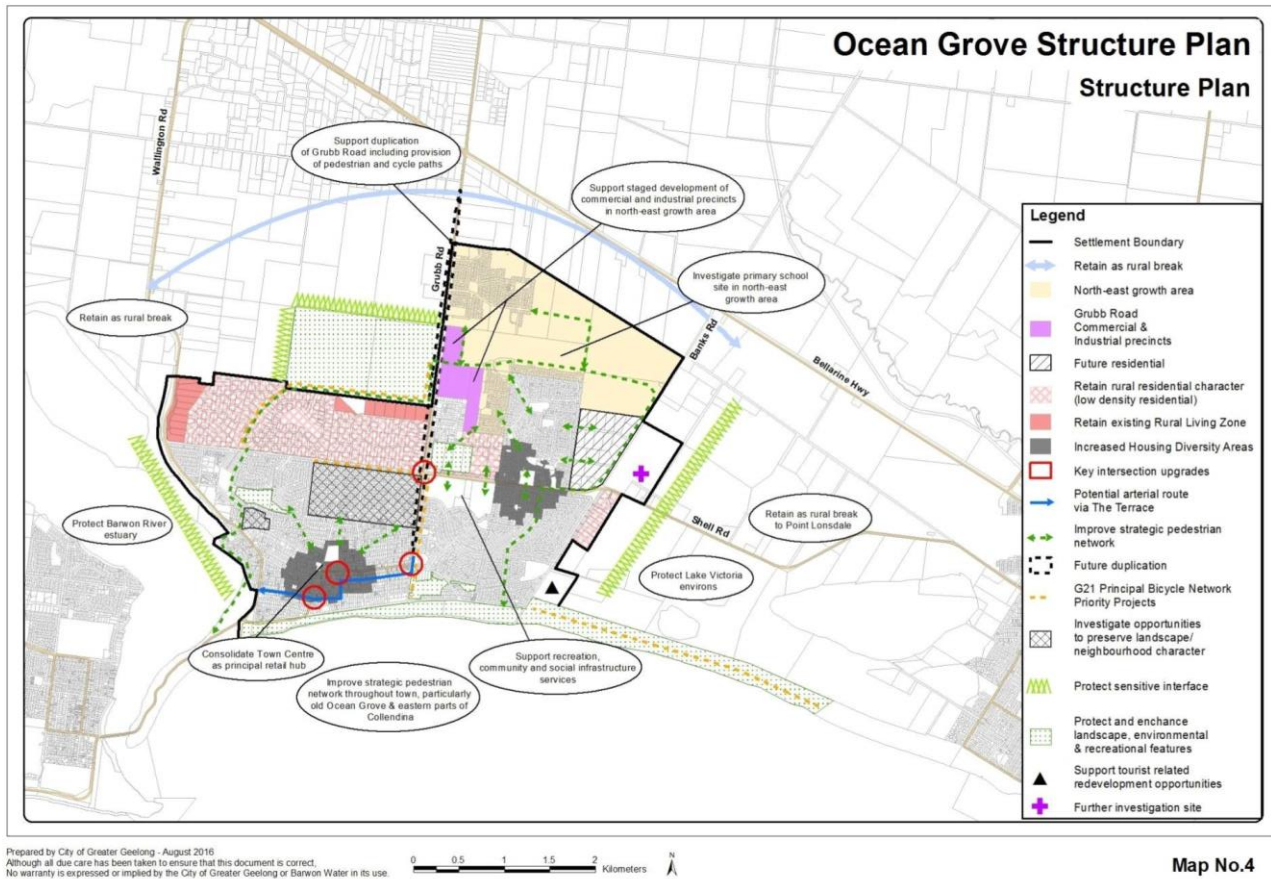 Ocean Grove Structure Plan
Structure Plan
Wallington Rd
Support duplication
of Grubb Road including provision
of pedestrian and cycle paths
Support staged development of
commercial and industrial precincts
in north-east growth area
Grubb Rd
Investigate primary school
site in north-east
growth area
Retain as rural break
Banks Rd
Bellarine Hwy
Protect Barwon River
estuary
Shell Rd
Retain as rural break
to Point Lonsdale
Protect Lake Victoria
environs
Consolidate Town Centre
as principal retail hub
Support recreation,
community and social infrastructure
services
Improve strategic pedestrian
network throughout town, particularly
old Ocean Grove & eastern parts of
Collendina
Legend
Settlement Boundary
Retain as rural break
North-east growth area
Grubb Road
Commercial &
Industrial precincts
Future residential
Retain rural residential character
(low density residential)
Retain existing Rural Living Zone
Increased Housing Diversity Areas
Key intersection upgrades
Potential arterial route
via The Terrace
Improve strategic pedestrian
network
Future duplication
G21 Principal Bicycle Network
Priority Projects
Investigate opportunities
to preserve landscape/
neighbourhood character
Protect sensitive interface
Protect and enchance
landscape, environmental
& recreational features
Support tourist related
redevelopment opportunities
Further investigation site
Prepared by City of Greater Geelong - August 2016
Although all due care has been taken to ensure that this document is correct,
No warranty is expressed or implied by the City of Greater Geelong or Barwon Water in its use.
0 0.5 1 1.5 2
Kilometers
N
Map No.4